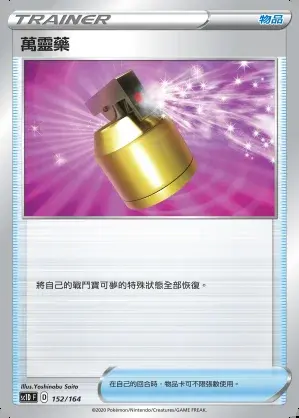 TRAINER
物品
萬靈藥
將自己的戰鬥寶可夢的特殊狀態全部恢復。
Illus. Yoshinobu Saito
sc1D F D 152/164
在自己的回合時,物品卡可不限張數使用。
©2020 Pokémon/Nintendo/Creatures/GAME FREAK.